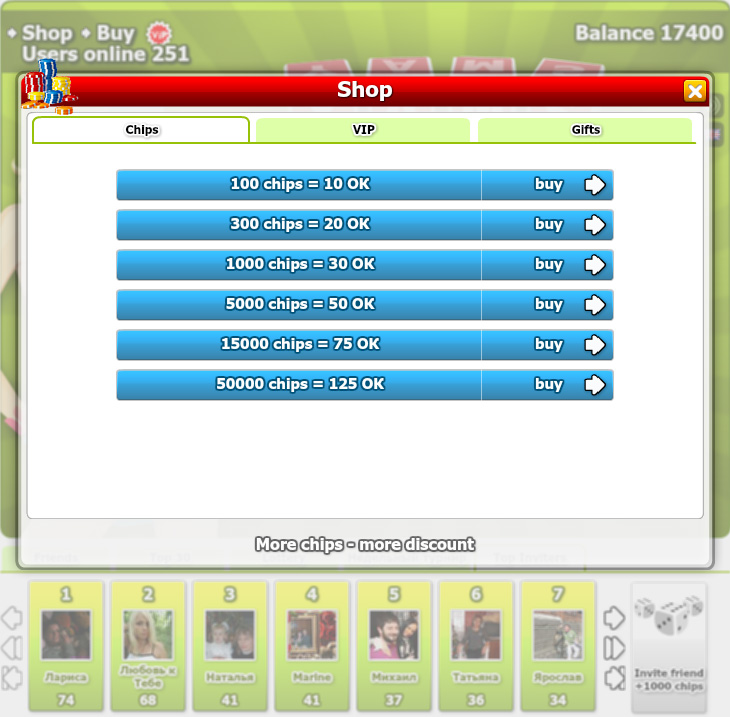 Shop Buy VIP Balance 17400
Users online 251
Shop
Chips VIP Gifts
100 chips = 10 OK buy
300 chips = 20 OK buy
1000 chips = 30 OK buy
5000 chips = 50 OK buy
15000 chips = 75 OK buy
50000 chips = 125 OK buy
More chips - more discount
1 2 3 4 5 6 7
Лариса Любовь к Тебе Наталья Marine Михаил Татьяна Ярослав
74 68 41 41 37 36 34
Invite friend
+1000 chips